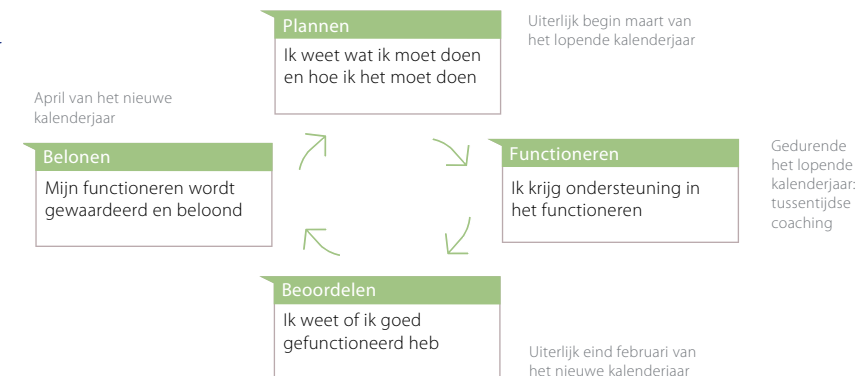 Plannen
Ik weet wat ik moet doen
en hoe ik het moet doen
Uiterlijk begin maart van
het lopende kalenderjaar
April van het nieuwe
kalenderjaar
Belonen
Mijn functioneren wordt
gewaardeerd en beloond
Functioneren
Ik krijg ondersteuning in
het functioneren
Gedurende
het lopende
kalenderjaar:
tussentijdse
coaching
Beoordelen
Ik weet of ik goed
gefunctioneerd heb
Uiterlijk eind februari van
het nieuwe kalenderjaar